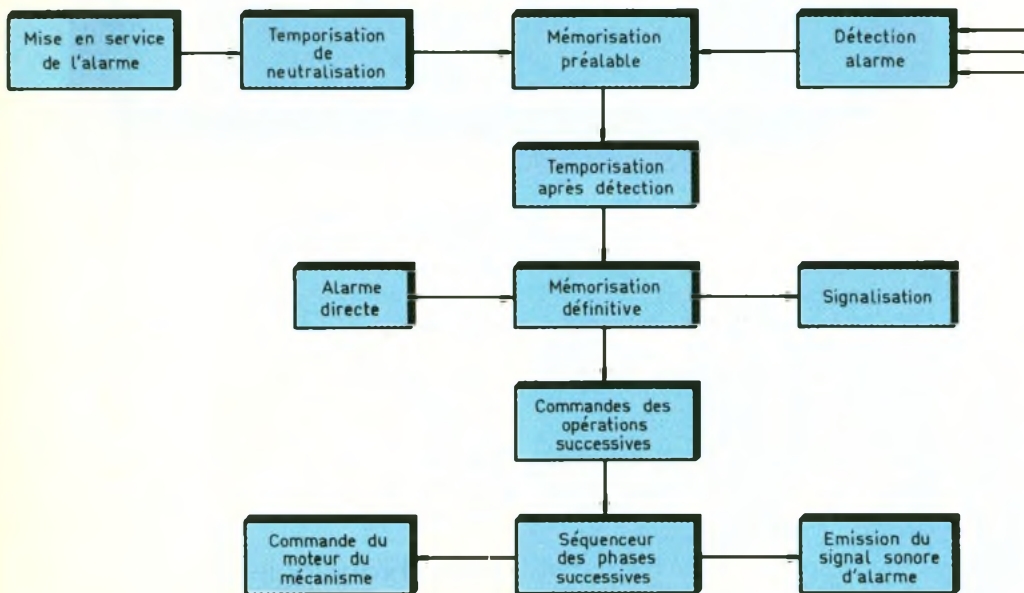 Mise en service
de l'alarme
Temporisation
de
neutralisation
Mémorisation
préalable
Détection
alarme
Temporisation
après détection
Alarme
directe
Mémorisation
définitive
Signalisation
Commandes des
opérations
successives
Commande du
moteur du
mécanisme
Séquenceur
des phases
successives
Emission du
signal sonore
d'alarme